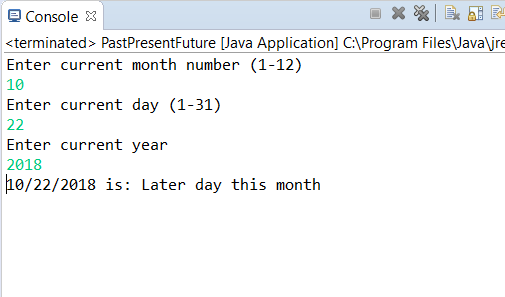 Console
<terminated> PastPresentFuture [Java Application] C:\Program Files\Java\jre
Enter current month number (1-12)
10
Enter current day (1-31)
22
Enter current year
2018
10/22/2018 is: Later day this month